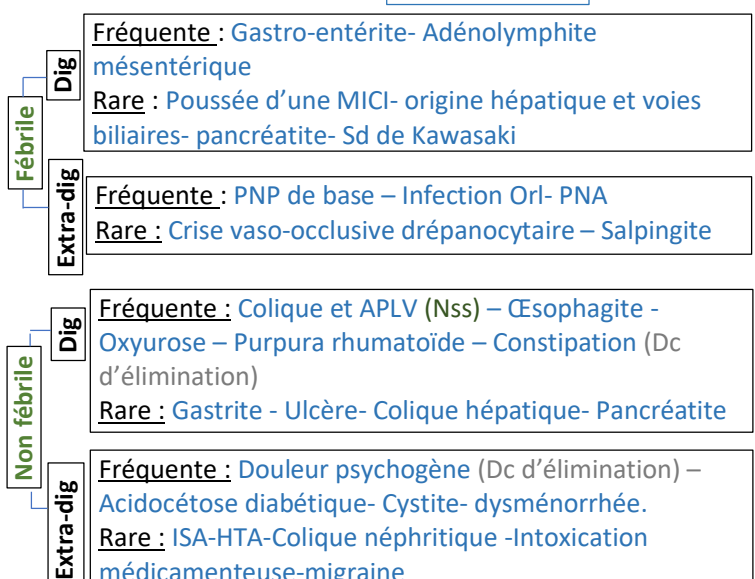 Fébrile
Dig
Fréquente : Gastro-entérite- Adénolymphite
mésentérique
Rare : Poussée d’une MICI- origine hépatique et voies
biliaires- pancréatite- Sd de Kawasaki
Extra-dig
Fréquente : PNP de base – Infection Orl- PNA
Rare : Crise vaso-occlusive drépanocytaire – Salpingite
Non fébrile
Dig
Fréquente : Colique et APLV (Nss) – Œsophagite -
Oxyurose – Purpura rhumatoïde – Constipation (Dc
d’élimination)
Rare : Gastrite - Ulcère- Colique hépatique- Pancréatite
Extra-dig
Fréquente : Douleur psychogène (Dc d’élimination) –
Acidocétose diabétique- Cystite- dysménorrhée.
Rare : ISA-HTA-Colique néphritique -Intoxication
médicamenteuse-migraine